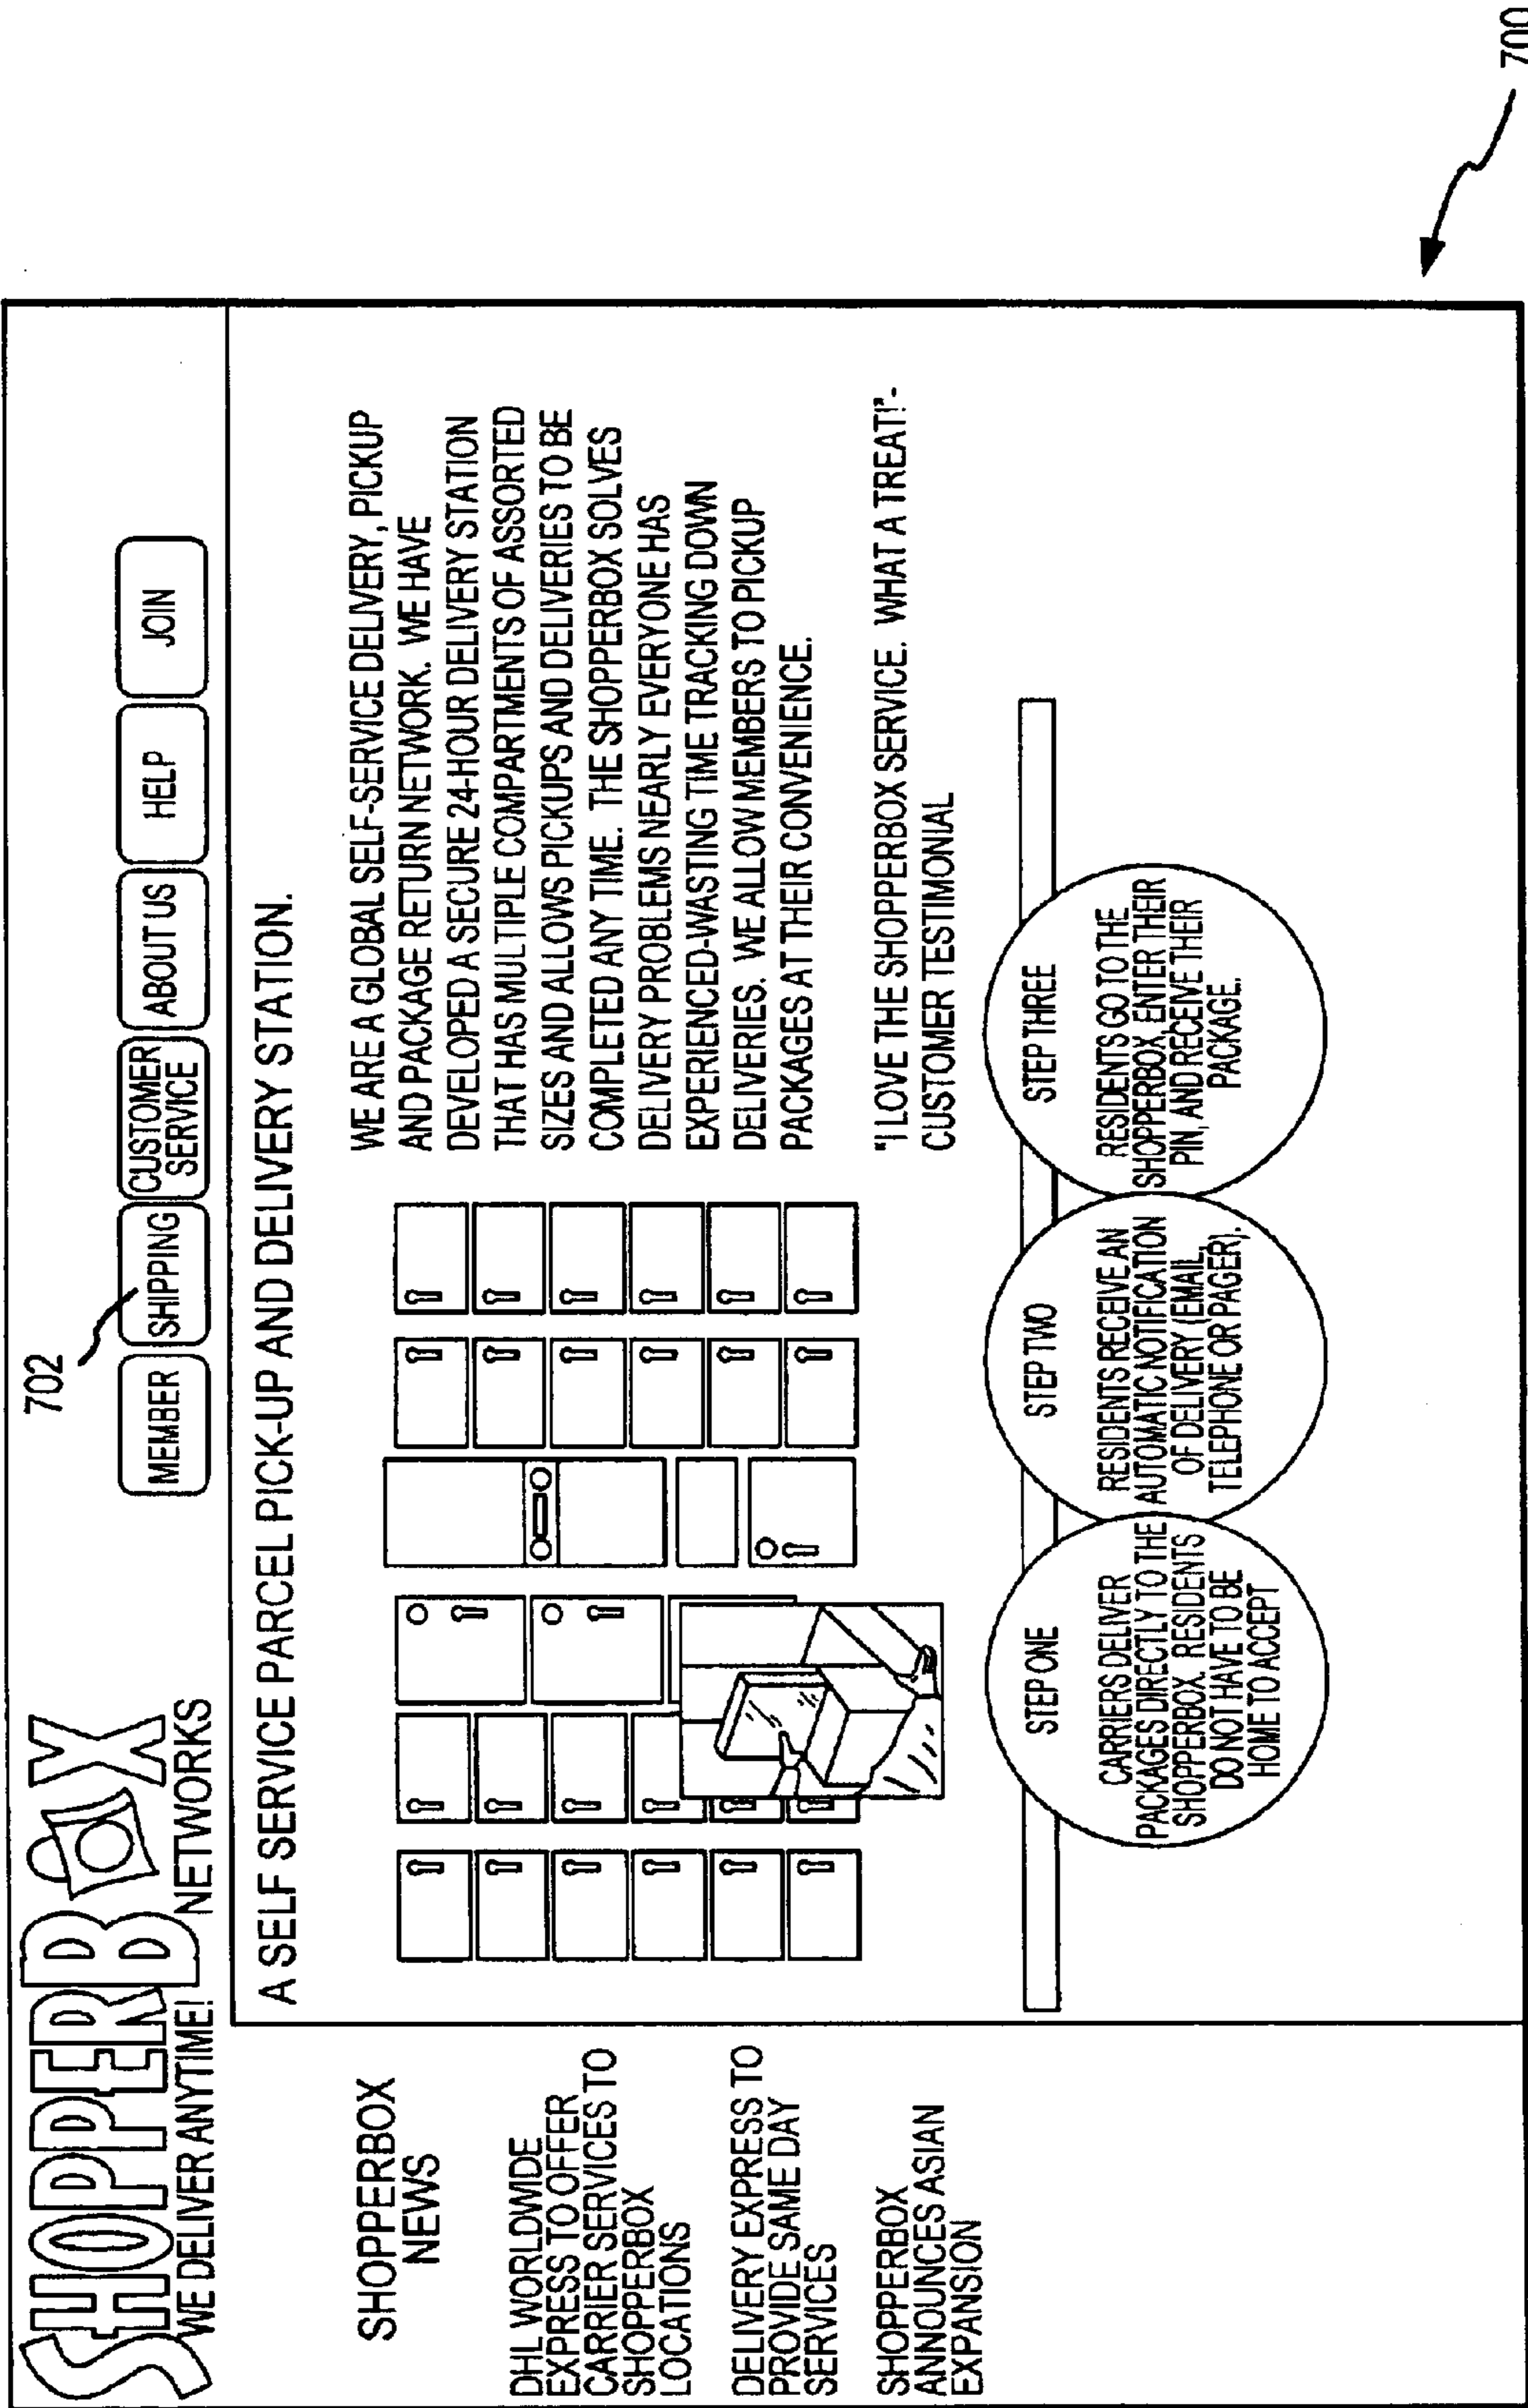 SHOPPERBOX
WE DELIVER ANYTIME! NETWORKS
702
MEMBER
SHIPPING
CUSTOMER
SERVICE
ABOUT US
HELP
JOIN
SHOPPERBOX
NEWS
DHL WORLDWIDE
EXPRESS TO OFFER
CARRIER SERVICES TO
SHOPPERBOX
LOCATIONS
DELIVERY EXPRESS TO
PROVIDE SAME DAY
SERVICES
SHOPPERBOX
ANNOUNCES ASIAN
EXPANSION
A SELF SERVICE PARCEL PICK-UP AND DELIVERY STATION.
WE ARE A GLOBAL SELF-SERVICE DELIVERY, PICKUP
AND PACKAGE RETURN NETWORK. WE HAVE
DEVELOPED A SECURE 24-HOUR DELIVERY STATION
THAT HAS MULTIPLE COMPARTMENTS OF ASSORTED
SIZES AND ALLOWS PICKUPS AND DELIVERIES TO BE
COMPLETED ANY TIME. THE SHOPPERBOX SOLVES
DELIVERY PROBLEMS NEARLY EVERYONE HAS
EXPERIENCED-WASTING TIME TRACKING DOWN
DELIVERIES. WE ALLOW MEMBERS TO PICKUP
PACKAGES AT THEIR CONVENIENCE.
"I LOVE THE SHOPPERBOX SERVICE. WHAT A TREAT!"-
CUSTOMER TESTIMONIAL
STEP ONE
CARRIERS DELIVER
PACKAGES DIRECTLY TO THE
SHOPPERBOX. RESIDENTS
DO NOT HAVE TO BE
HOME TO ACCEPT
STEP TWO
RESIDENTS RECEIVE AN
AUTOMATIC NOTIFICATION
OF DELIVERY (EMAIL,
TELEPHONE OR PAGER).
STEP THREE
RESIDENTS GO TO THE
SHOPPERBOX, ENTER THEIR
PIN, AND RECEIVE THEIR
PACKAGE.
700